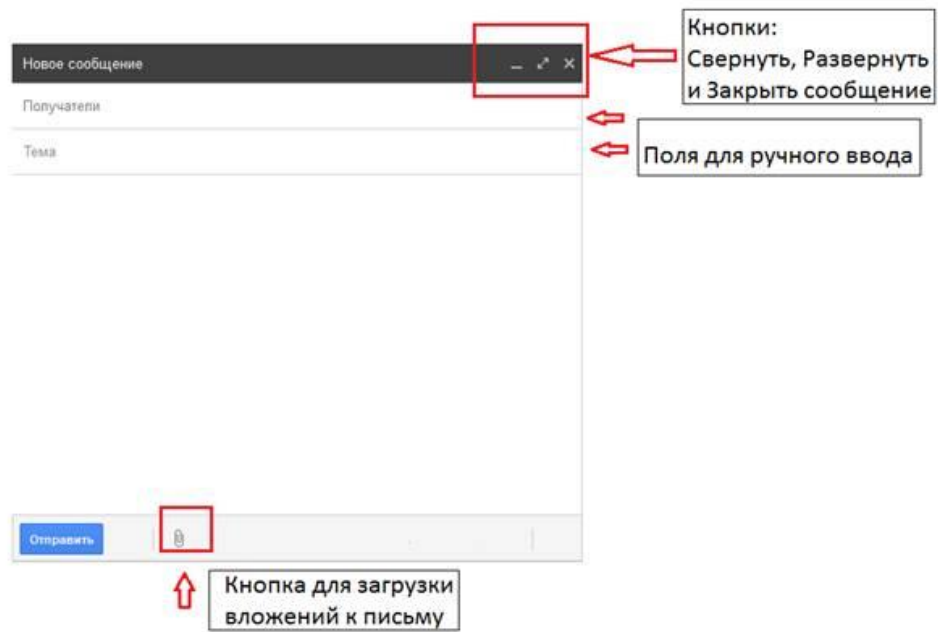 Кнопки:
Свернуть, Развернуть
и Закрыть сообщение
Новое сообщение
Получатели
Тема
Поля для ручного ввода
Отправить
Кнопка для загрузки
вложений к письму